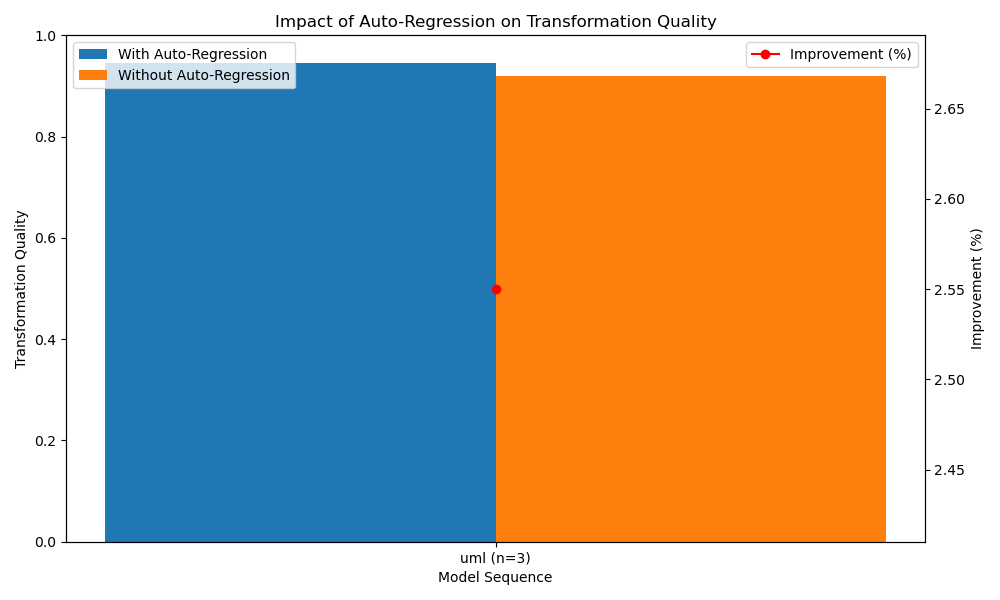 Impact of Auto-Regression on Transformation Quality
With Auto-Regression
Without Auto-Regression
Improvement (%)
1.0
0.8
0.6
0.4
0.2
0.0
Transformation Quality
2.65
2.60
2.55
2.50
2.45
Improvement (%)
uml (n=3)
Model Sequence